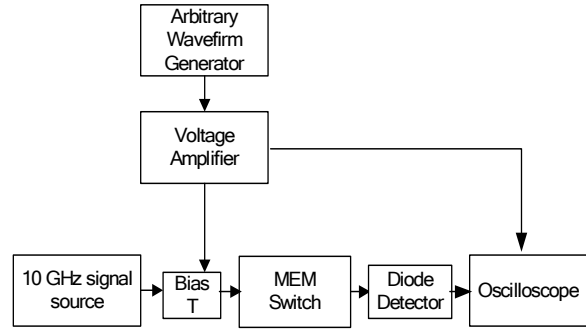 Arbitrary
Wavefirm
Generator
Voltage
Amplifier
10 GHz signal
source
Bias
T
MEM
Switch
Diode
Detector
Oscilloscope